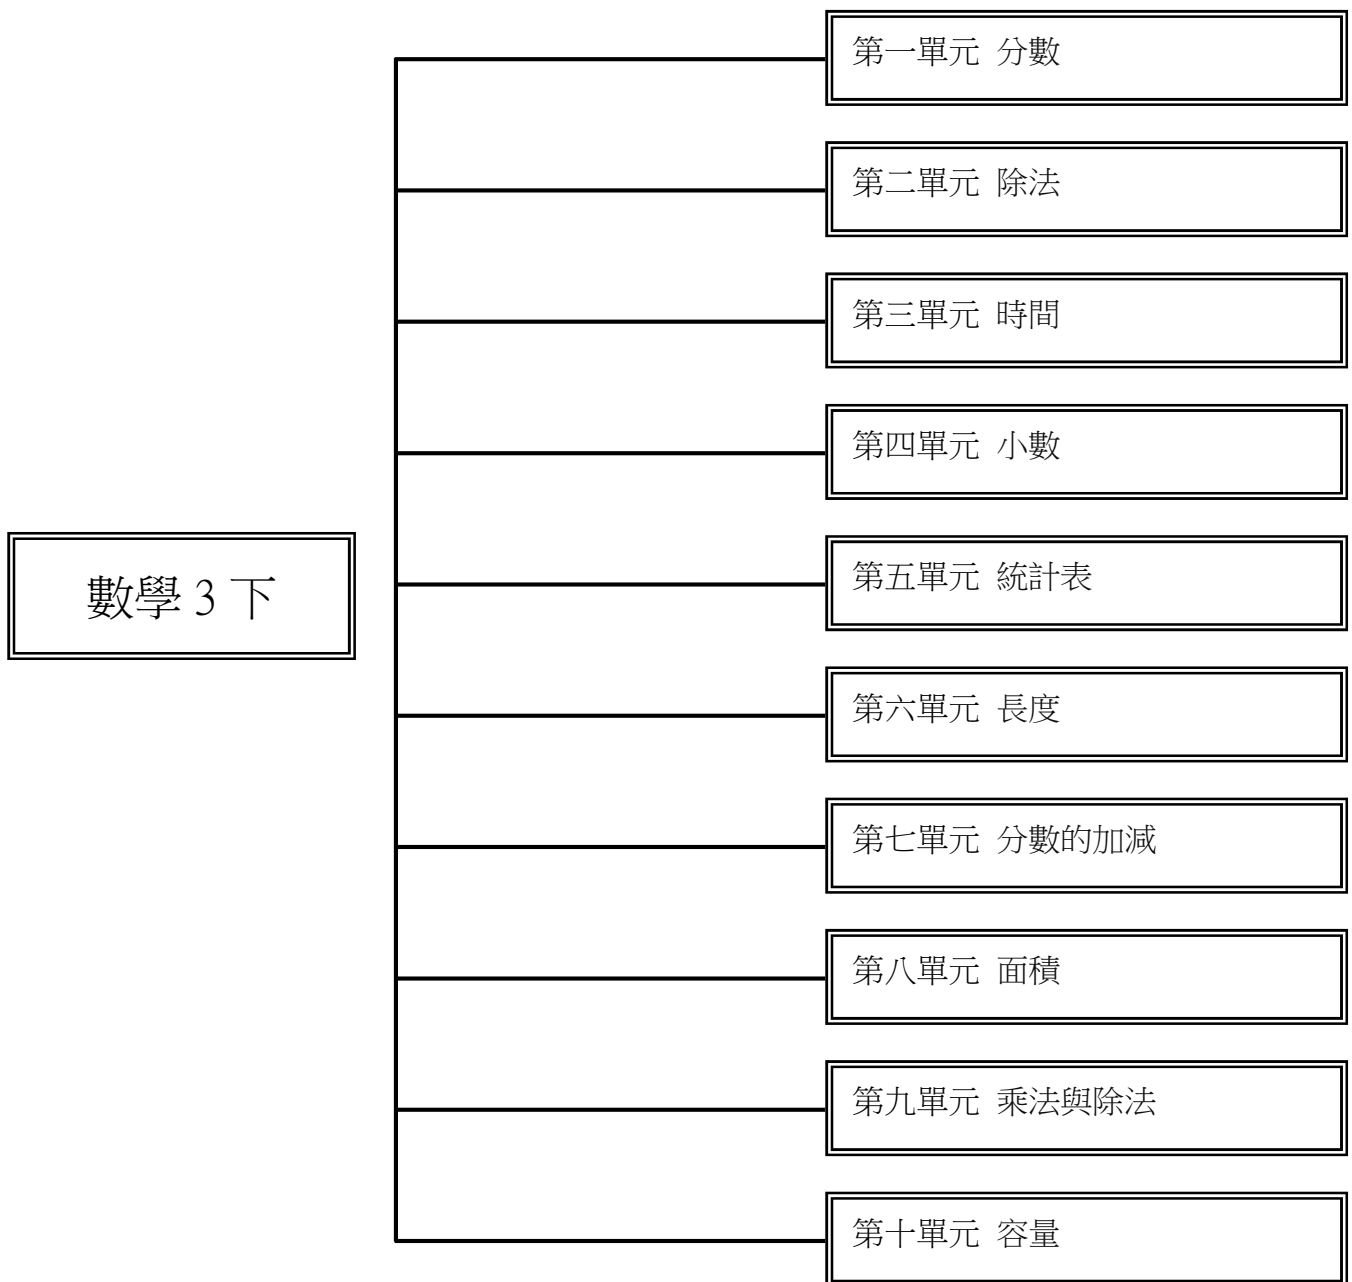 第一單元 分數
第二單元 除法
第三單元 時間
第四單元 小數
數學 3 下
第五單元 統計表
第六單元 長度
第七單元 分數的加減
第八單元 面積
第九單元 乘法與除法
第十單元 容量